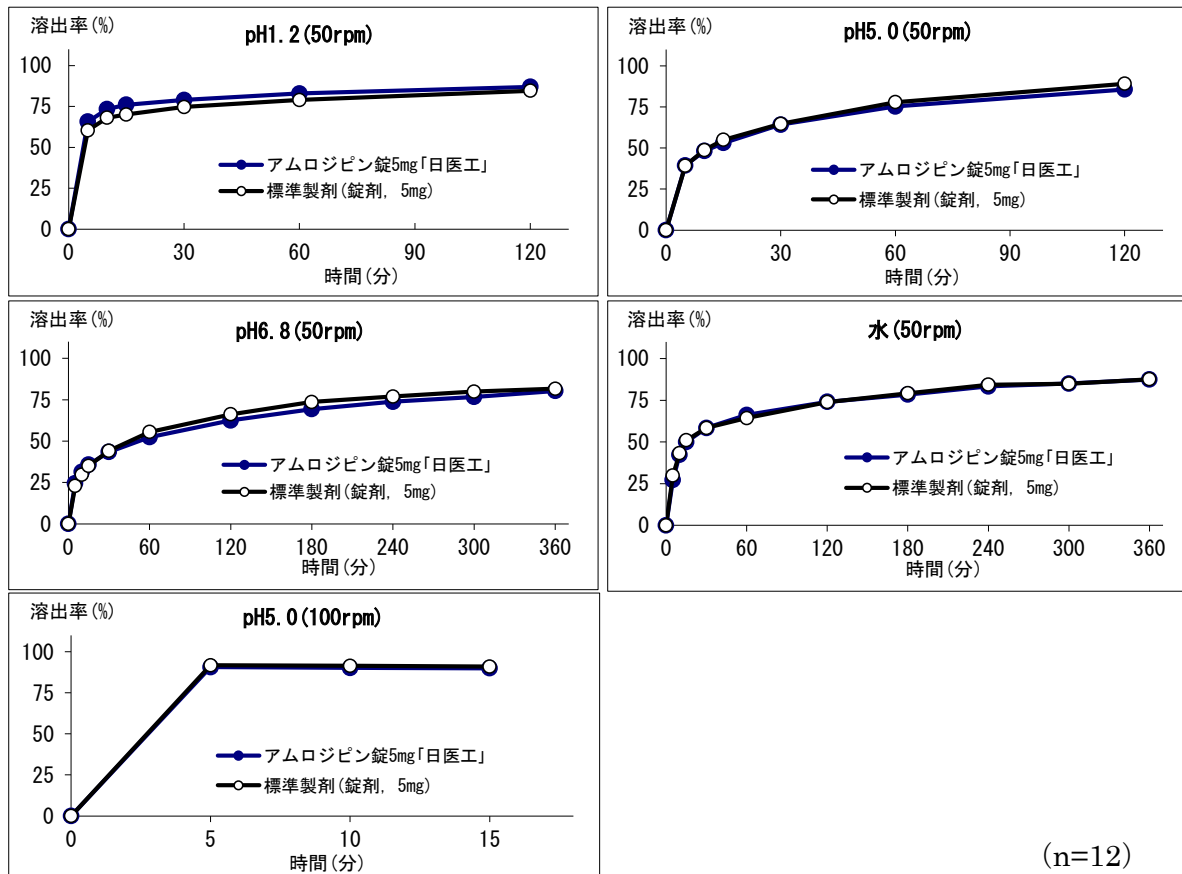 溶出率(%)
pH1.2(50rpm)
100
75
50
25
0
アムロジピン錠5mg「日医工」
標準製剤(錠剤, 5mg)
0 30 60 90 120
時間(分)
溶出率(%)
pH5.0(50rpm)
100
75
50
25
0
アムロジピン錠5mg「日医工」
標準製剤(錠剤, 5mg)
0 30 60 90 120
時間(分)
溶出率(%)
pH6.8(50rpm)
100
75
50
25
0
アムロジピン錠5mg「日医工」
標準製剤(錠剤, 5mg)
0 60 120 180 240 300 360
時間(分)
溶出率(%)
水(50rpm)
100
75
50
25
0
アムロジピン錠5mg「日医工」
標準製剤(錠剤, 5mg)
0 60 120 180 240 300 360
時間(分)
溶出率(%)
pH5.0(100rpm)
100
75
50
25
0
アムロジピン錠5mg「日医工」
標準製剤(錠剤, 5mg)
0 5 10 15
時間(分)
(n=12)